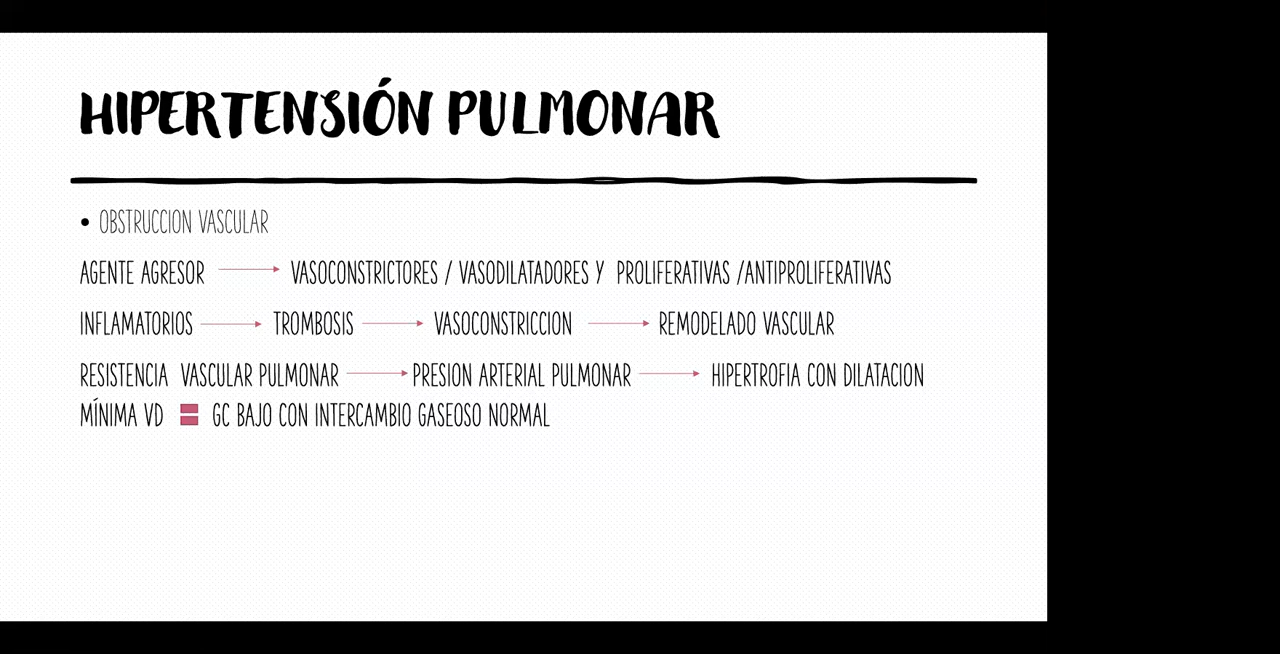 HIPERTENSIÓN PULMONAR
• OBSTRUCCION VASCULAR
AGENTE AGRESOR → VASOCONSTRICTORES / VASODILATADORES Y PROLIFERATIVAS /ANTIPROLIFERATIVAS
INFLAMATORIOS → TROMBOSIS → VASOCONSTRICCION → REMODELADO VASCULAR
RESISTENCIA VASCULAR PULMONAR → PRESION ARTERIAL PULMONAR → HIPERTROFIA CON DILATACION
MÍNIMA VD = GC BAJO CON INTERCAMBIO GASEOSO NORMAL